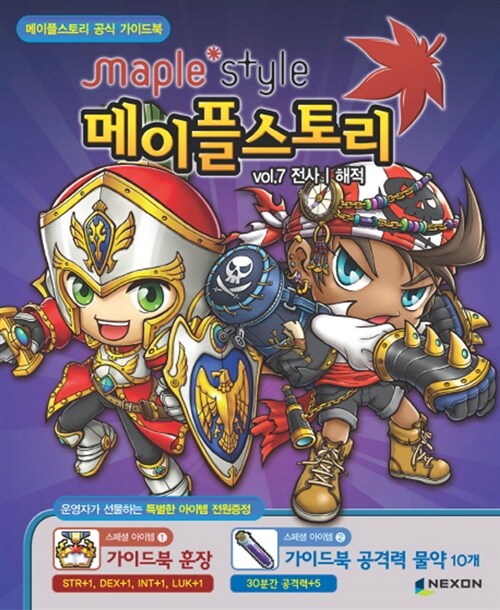 메이플스토리 공식 가이드북
maple style
메이플스토리
vol.7 전사 | 해적
운영자가 선물하는 특별한 아이템 전원증정
스페셜 아이템 1
가이드북 훈장
STR+1, DEX+1, INT+1, LUK+1
스페셜 아이템 2
가이드북 공격력 물약 10개
30분간 공격력+5
NEXON